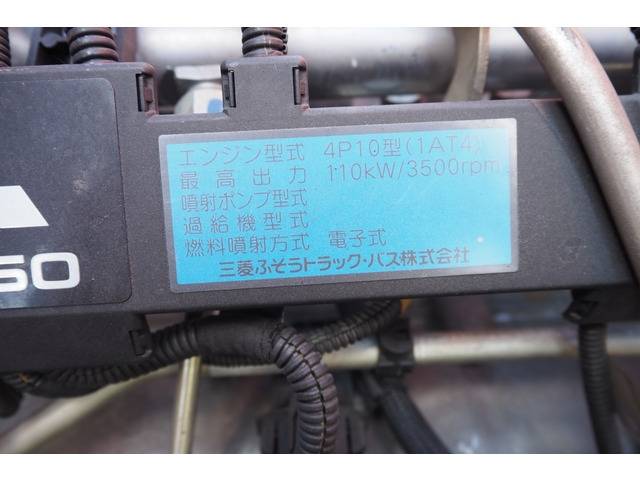 エンジン型式 4P10型(1AT4)
最高出力 110kW/3500rpm
噴射ポンプ型式
過給機型式
燃料噴射方式 電子式
三菱ふそうトラック・バス株式会社